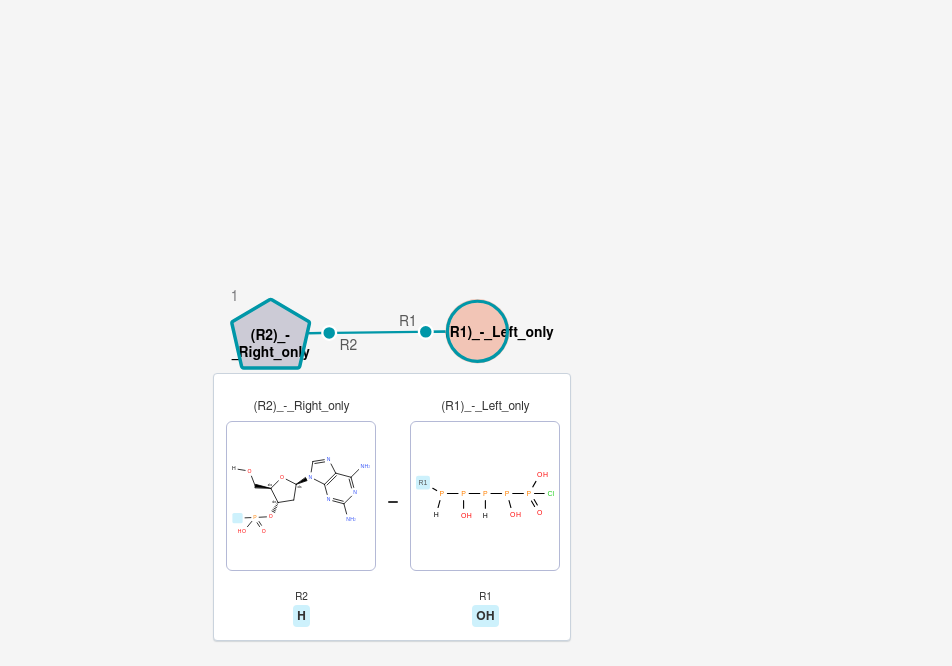 1
(R2)_-
_Right_only
R2
R1
R1)_-_Left_only
(R2)_-_Right_only
(R1)_-_Left_only
H
O
O
N
N
NH₂
N
N
NH₂
P
O
HO
O
R1
P
P
P
P
P
OH
Cl
O
H
OH
H
OH
R2
R1
H
OH